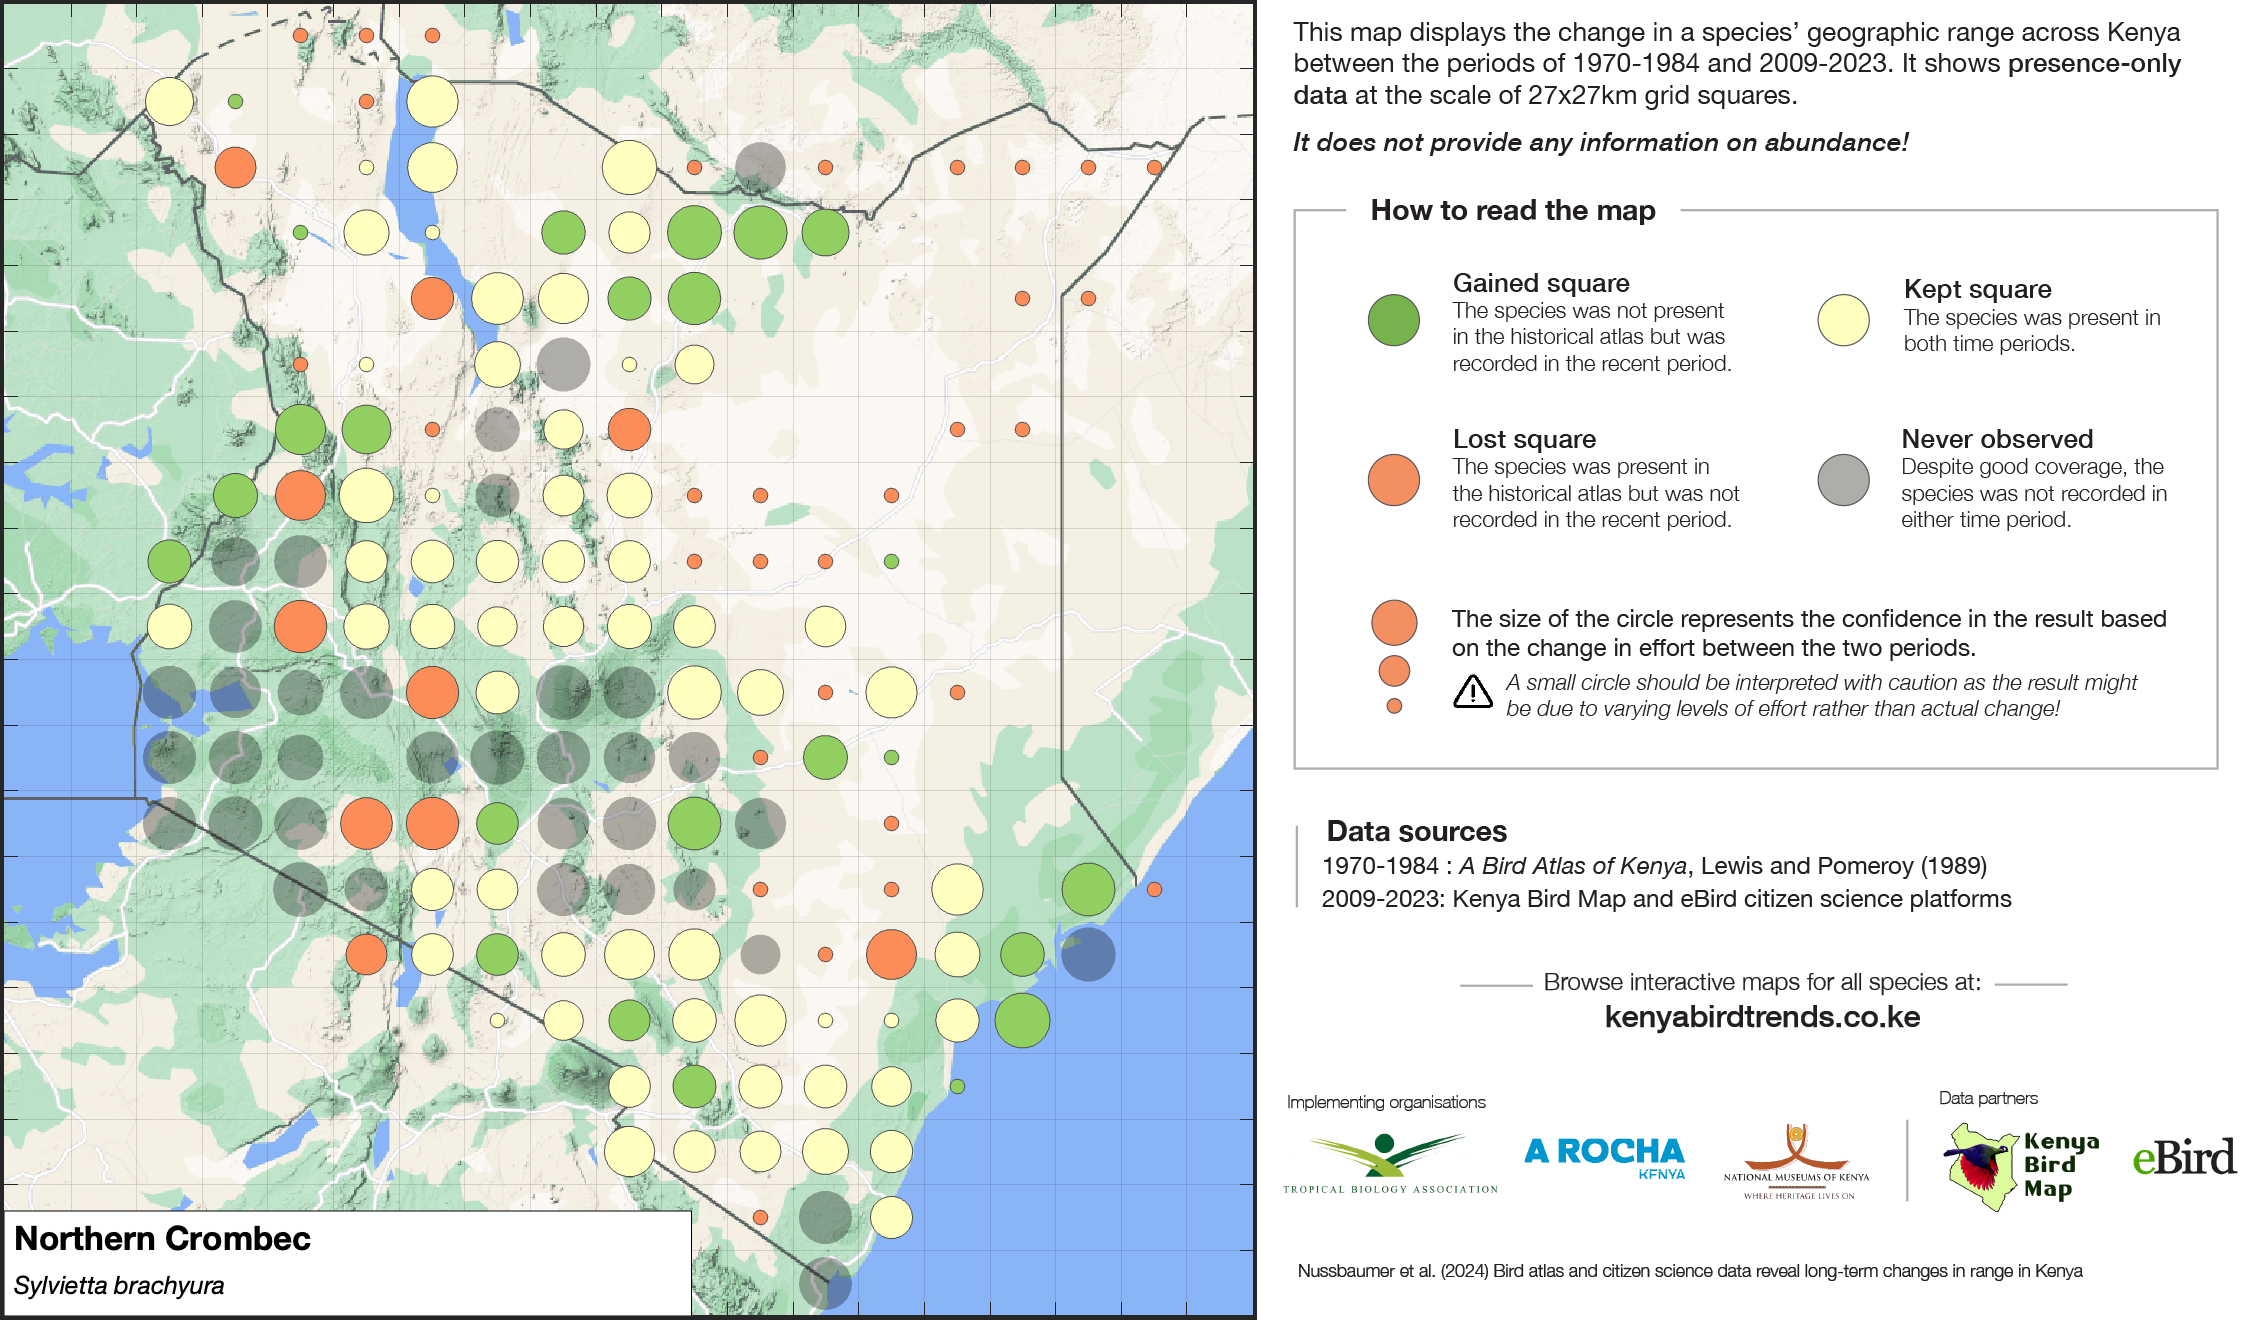 This map displays the change in a species’ geographic range across Kenya
between the periods of 1970-1984 and 2009-2023. It shows presence-only
data at the scale of 27x27km grid squares.
It does not provide any information on abundance!
How to read the map
Gained square
The species was not present
in the historical atlas but was
recorded in the recent period.
Kept square
The species was present in
both time periods.
Lost square
The species was present in
the historical atlas but was not
recorded in the recent period.
Never observed
Despite good coverage, the
species was not recorded in
either time period.
The size of the circle represents the confidence in the result based
on the change in effort between the two periods.
A small circle should be interpreted with caution as the result might
be due to varying levels of effort rather than actual change!
Data sources
1970-1984 : A Bird Atlas of Kenya, Lewis and Pomeroy (1989)
2009-2023: Kenya Bird Map and eBird citizen science platforms
Browse interactive maps for all species at:
kenyabirdtrends.co.ke
Implementing organisations
Data partners
TROPICAL BIOLOGY ASSOCIATION
A ROCHA
KENYA
NATIONAL MUSEUMS OF KENYA
WHERE HERITAGE LIVES ON
Kenya
Bird
Map
eBird
Northern Crombec
Sylvietta brachyura
Nussbaumer et al. (2024) Bird atlas and citizen science data reveal long-term changes in range in Kenya